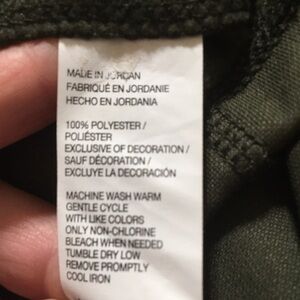 MADE IN JORDAN
FABRIQUÉ EN JORDANIE
HECHO EN JORDANIA
100% POLYESTER /
POLIÉSTER
EXCLUSIVE OF DECORATION /
SAUF DÉCORATION /
EXCLUYE LA DECORACIÓN
MACHINE WASH WARM
GENTLE CYCLE
WITH LIKE COLORS
ONLY NON-CHLORINE
BLEACH WHEN NEEDED
TUMBLE DRY LOW
REMOVE PROMPTLY
COOL IRON